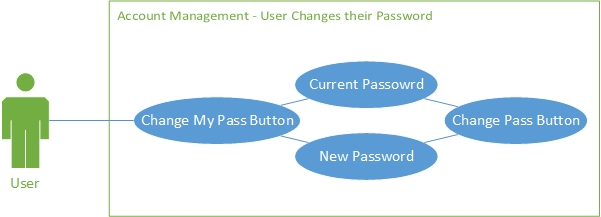 Account Management - User Changes their Password
Current Passowrd
Change My Pass Button
Change Pass Button
New Password
User